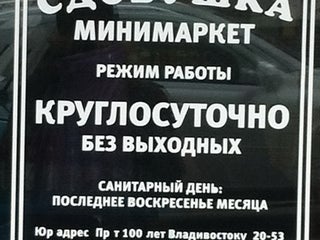 СДОБУШКА
МИНИМАРКЕТ
РЕЖИМ РАБОТЫ
КРУГЛОСУТОЧНО
БЕЗ ВЫХОДНЫХ
САНИТАРНЫЙ ДЕНЬ:
ПОСЛЕДНЕЕ ВОСКРЕСЕНЬЕ МЕСЯЦА
Юр адрес Пр т 100 лет Владивостоку 20-53